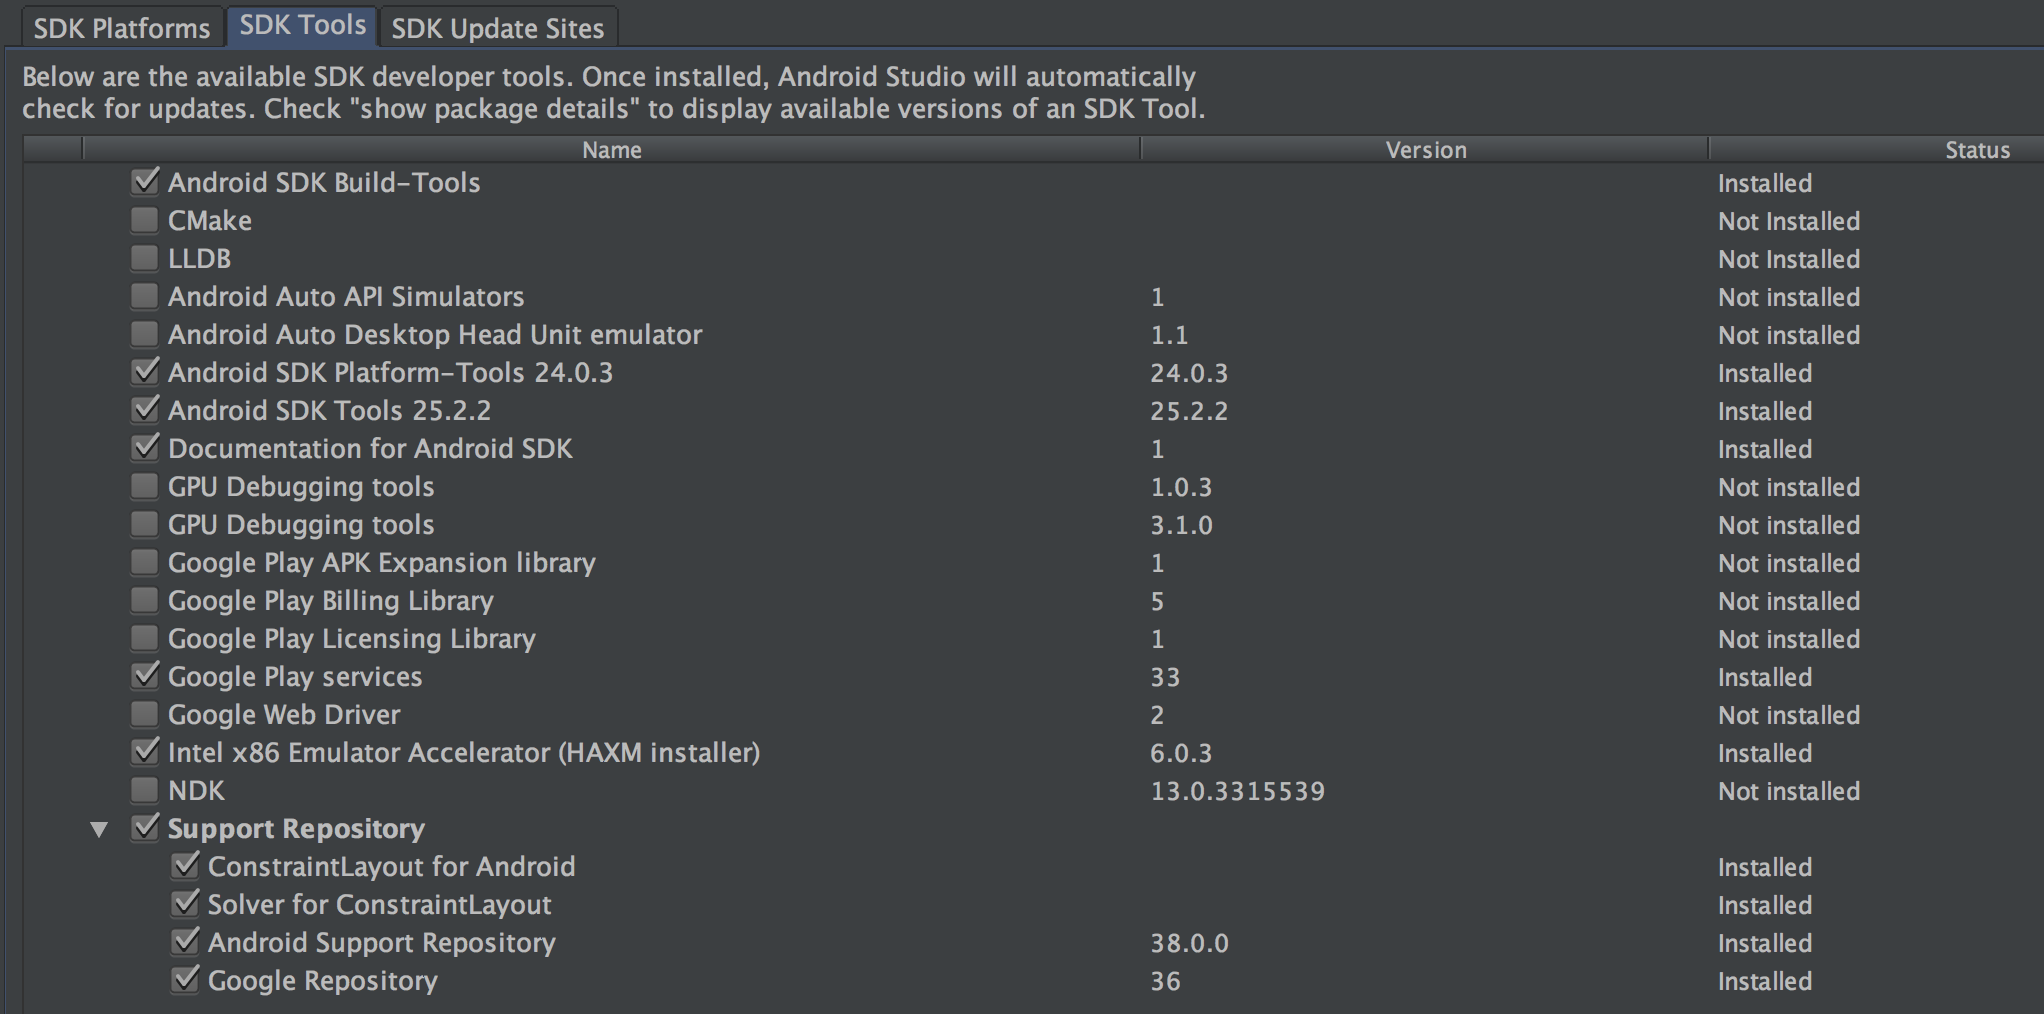 SDK Platforms SDK Tools SDK Update Sites
Below are the available SDK developer tools. Once installed, Android Studio will automatically
check for updates. Check "show package details" to display available versions of an SDK Tool.
Name Version Status
Android SDK Build-Tools Installed
CMake Not Installed
LLDB Not Installed
Android Auto API Simulators 1 Not installed
Android Auto Desktop Head Unit emulator 1.1 Not installed
Android SDK Platform-Tools 24.0.3 24.0.3 Installed
Android SDK Tools 25.2.2 25.2.2 Installed
Documentation for Android SDK 1 Installed
GPU Debugging tools 1.0.3 Not installed
GPU Debugging tools 3.1.0 Not installed
Google Play APK Expansion library 1 Not installed
Google Play Billing Library 5 Not installed
Google Play Licensing Library 1 Not installed
Google Play services 33 Installed
Google Web Driver 2 Not installed
Intel x86 Emulator Accelerator (HAXM installer) 6.0.3 Installed
NDK 13.0.3315539 Not installed
Support Repository
ConstraintLayout for Android Installed
Solver for ConstraintLayout Installed
Android Support Repository 38.0.0 Installed
Google Repository 36 Installed